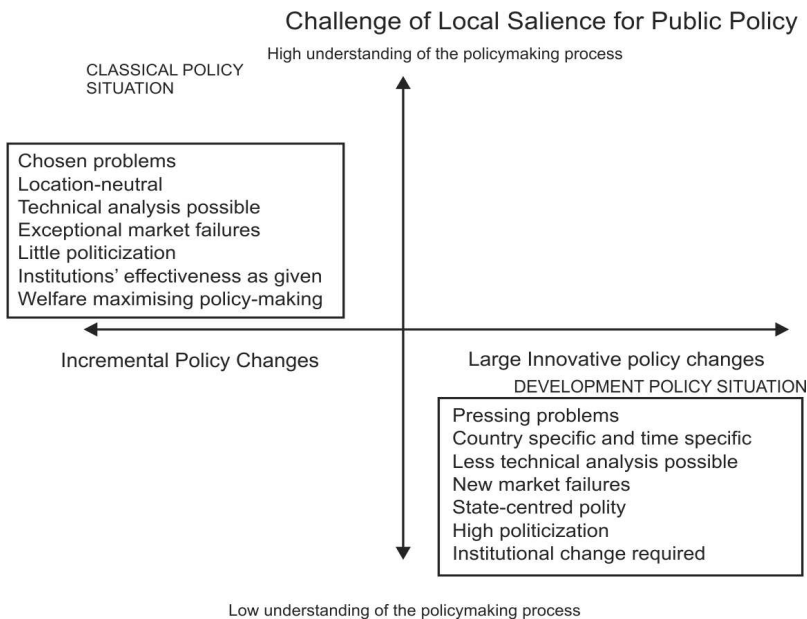 Challenge of Local Salience for Public Policy
High understanding of the policymaking process
CLASSICAL POLICY
SITUATION
Chosen problems
Location-neutral
Technical analysis possible
Exceptional market failures
Little politicization
Institutions' effectiveness as given
Welfare maximising policy-making
Incremental Policy Changes
Large Innovative policy changes
DEVELOPMENT POLICY SITUATION
Pressing problems
Country specific and time specific
Less technical analysis possible
New market failures
State-centred polity
High politicization
Institutional change required
Low understanding of the policymaking process